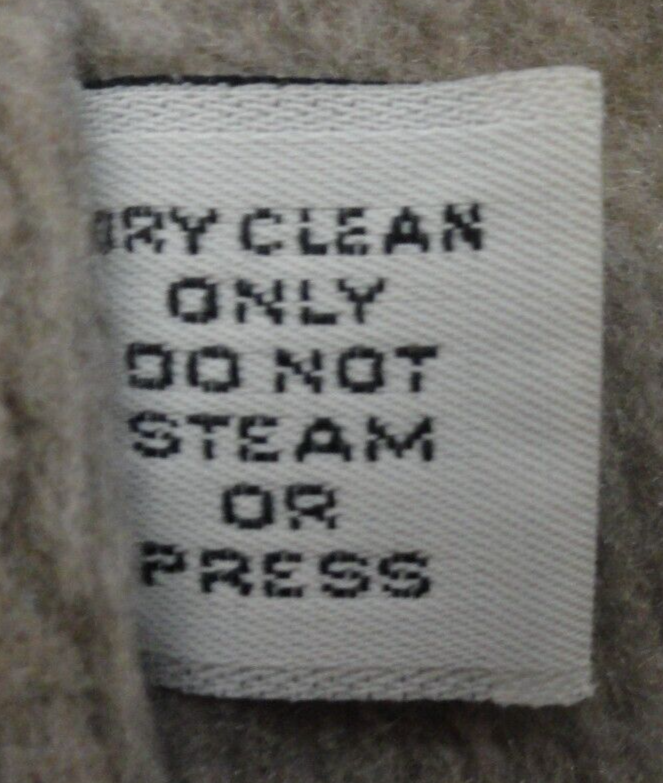 DRY CLEAN
ONLY
DO NOT
STEAM
OR
PRESS